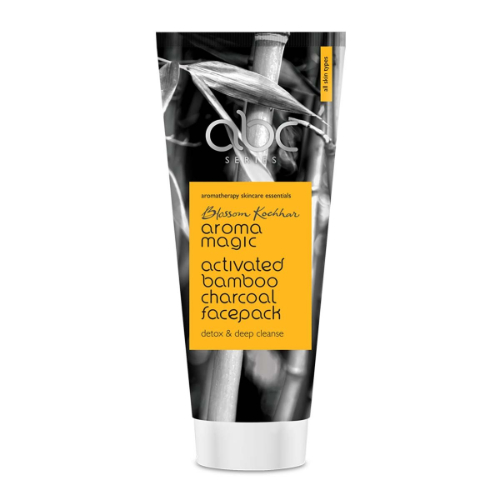 all skin types
abc
SERIES
aromatherapy skincare essentials
Blossom Kochhar
aroma
magic
activated
bamboo
charcoal
facepack
detox & deep cleanse